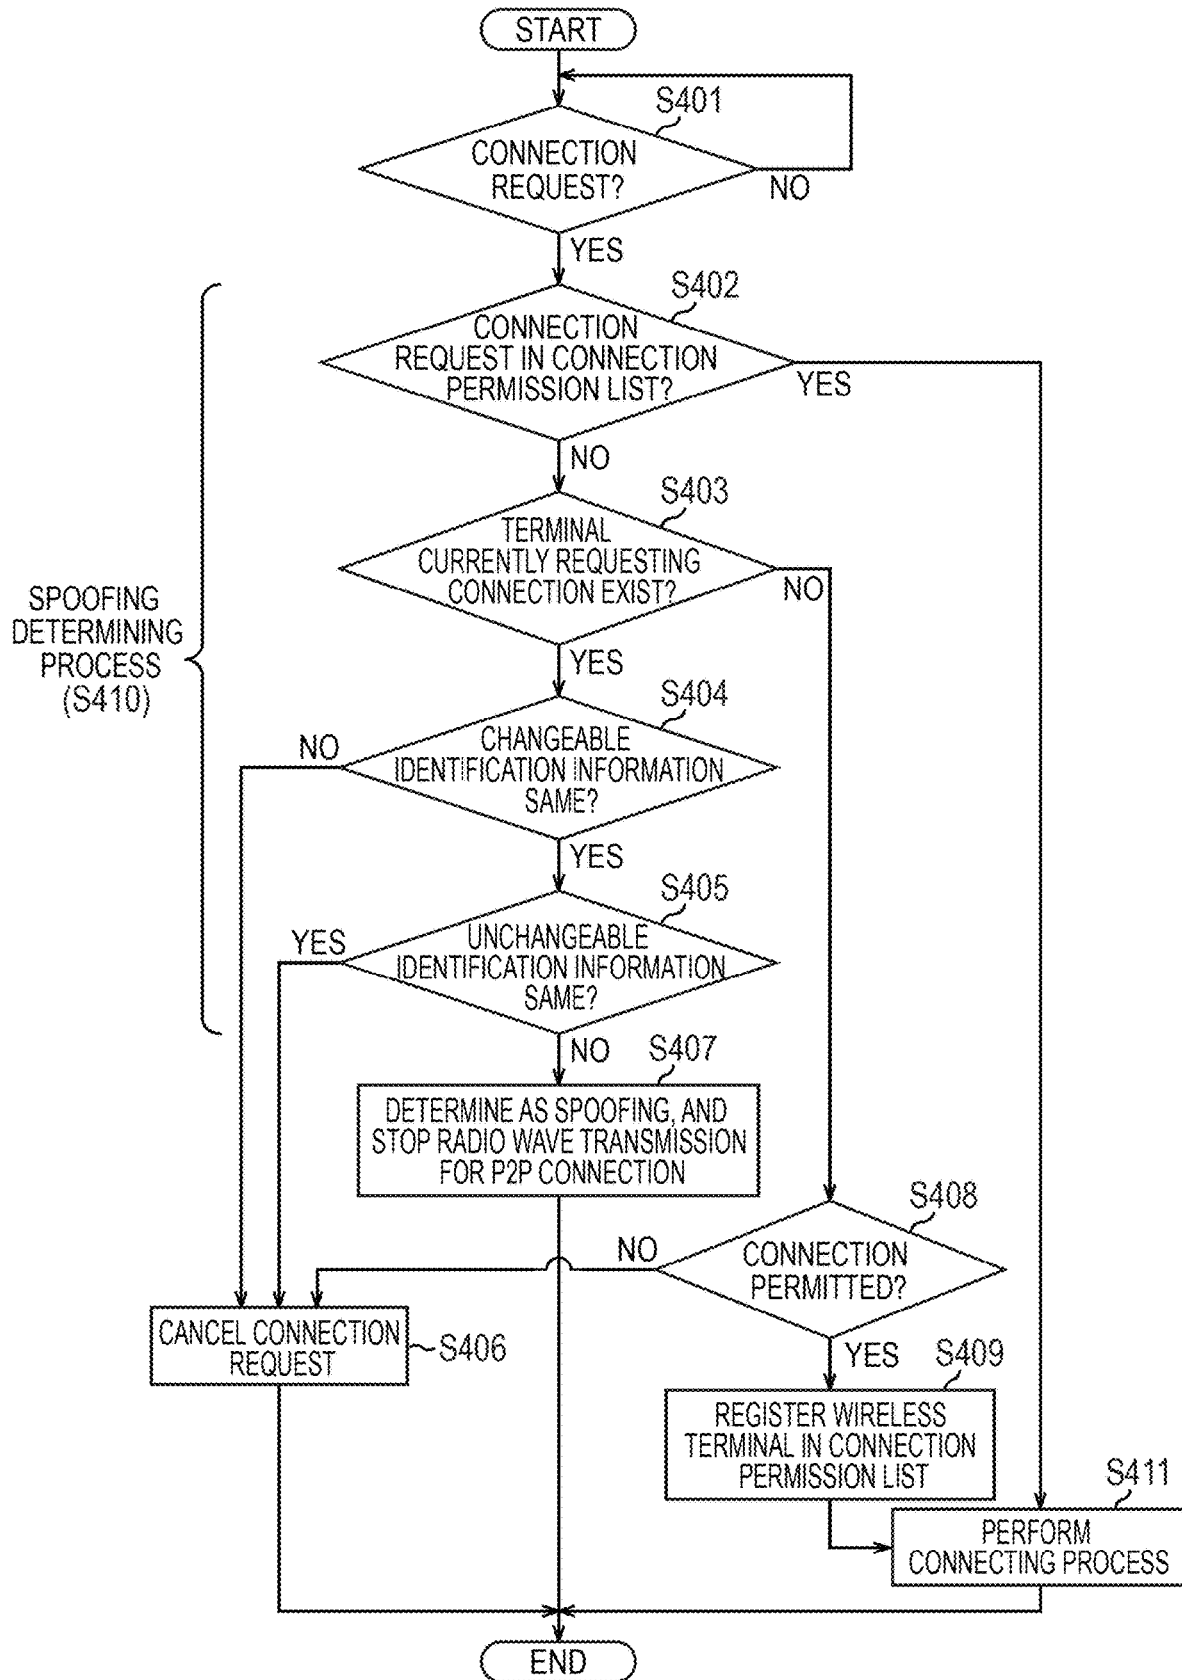 START
S401
CONNECTION
REQUEST?
NO
YES
S402
CONNECTION
REQUEST IN CONNECTION
PERMISSION LIST?
YES
NO
S403
TERMINAL
CURRENTLY REQUESTING
CONNECTION EXIST?
NO
YES
SPOOFING
DETERMINING
PROCESS
(S410)
S404
NO
CHANGEABLE
IDENTIFICATION INFORMATION
SAME?
YES
S405
YES
UNCHANGEABLE
IDENTIFICATION INFORMATION
SAME?
NO
S407
DETERMINE AS SPOOFING, AND
STOP RADIO WAVE TRANSMISSION
FOR P2P CONNECTION
S408
NO
CONNECTION
PERMITTED?
CANCEL CONNECTION
REQUEST
S406
YES
S409
REGISTER WIRELESS
TERMINAL IN CONNECTION
PERMISSION LIST
S411
PERFORM
CONNECTING PROCESS
END